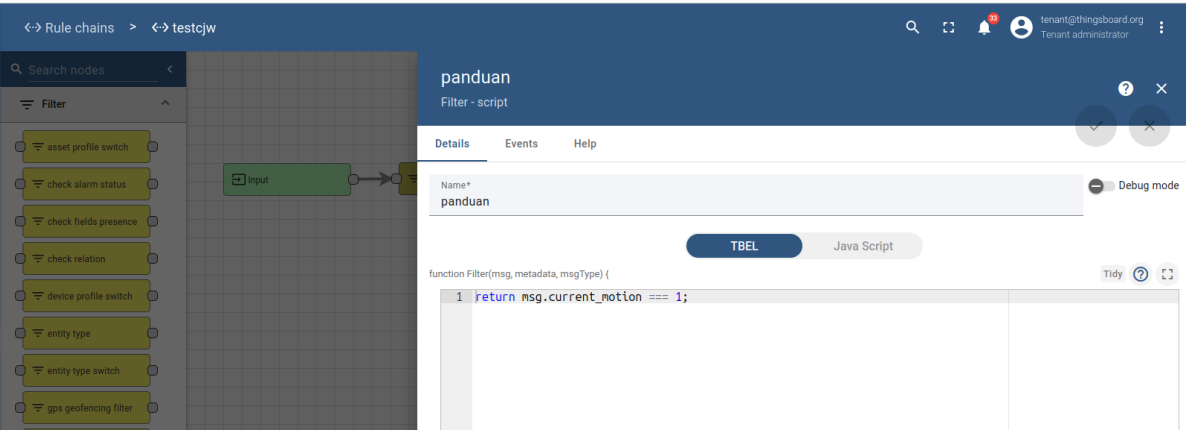 Rule chains > testcjw
33
tenant@thingsboard.org
Tenant administrator
Search nodes
Filter
asset profile switch
check alarm status
check fields presence
check relation
device profile switch
entity type
entity type switch
gps geofencing filter
Input
panduan
Filter - script
Details Events Help
Name*
panduan
Debug mode
TBEL Java Script
function Filter(msg, metadata, msgType) {
Tidy
1 return msg.current_motion === 1;